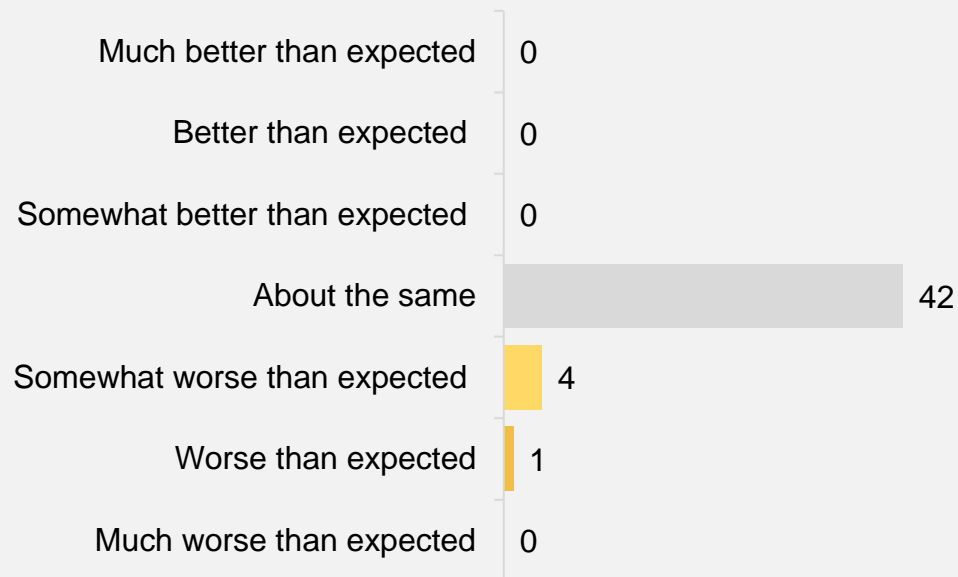 Much better than expected 0
Better than expected 0
Somewhat better than expected 0
About the same 42
Somewhat worse than expected 4
Worse than expected 1
Much worse than expected 0